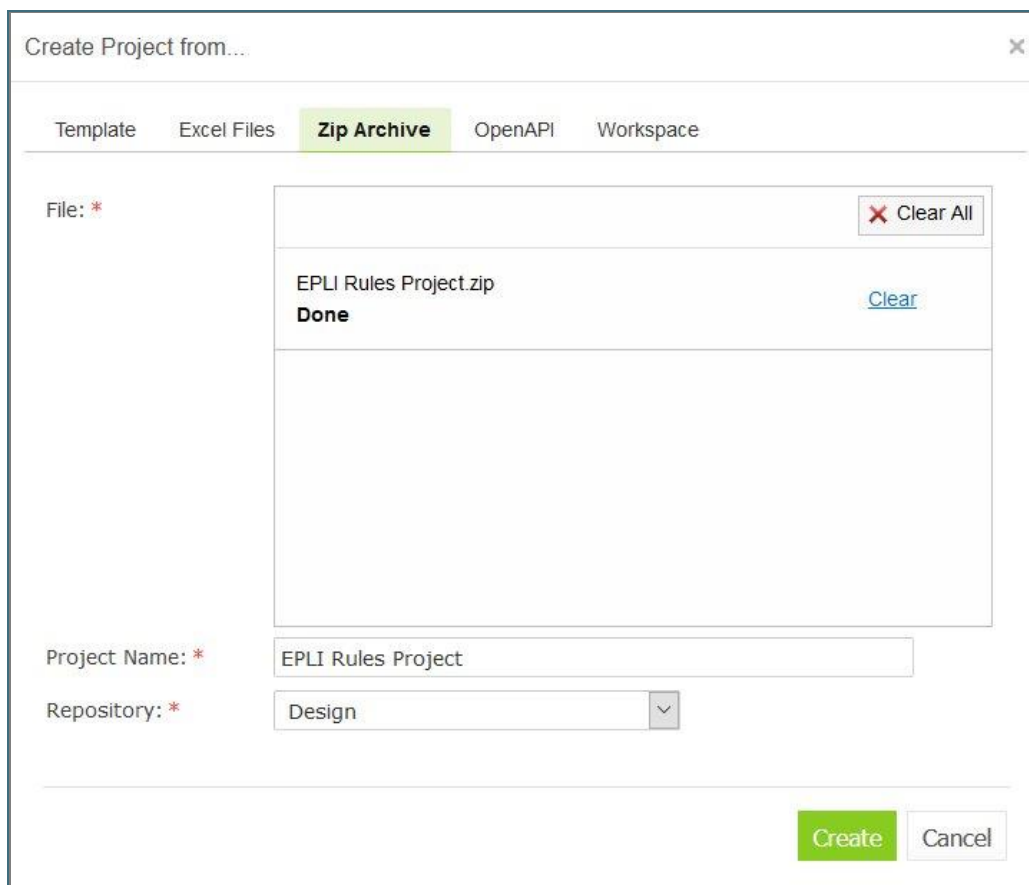 Create Project from...
Template Excel Files Zip Archive OpenAPI Workspace
File: *
Clear All
EPLI Rules Project.zip
Clear
Done
Project Name: * EPLI Rules Project
Repository: * Design
Create Cancel